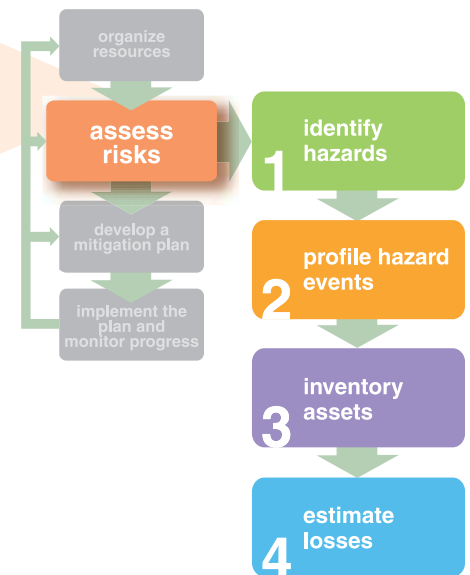 organize
resources
assess
risks
develop a
mitigation plan
implement the
plan and
monitor progress
1
identify
hazards
2
profile hazard
events
3
inventory
assets
4
estimate
losses